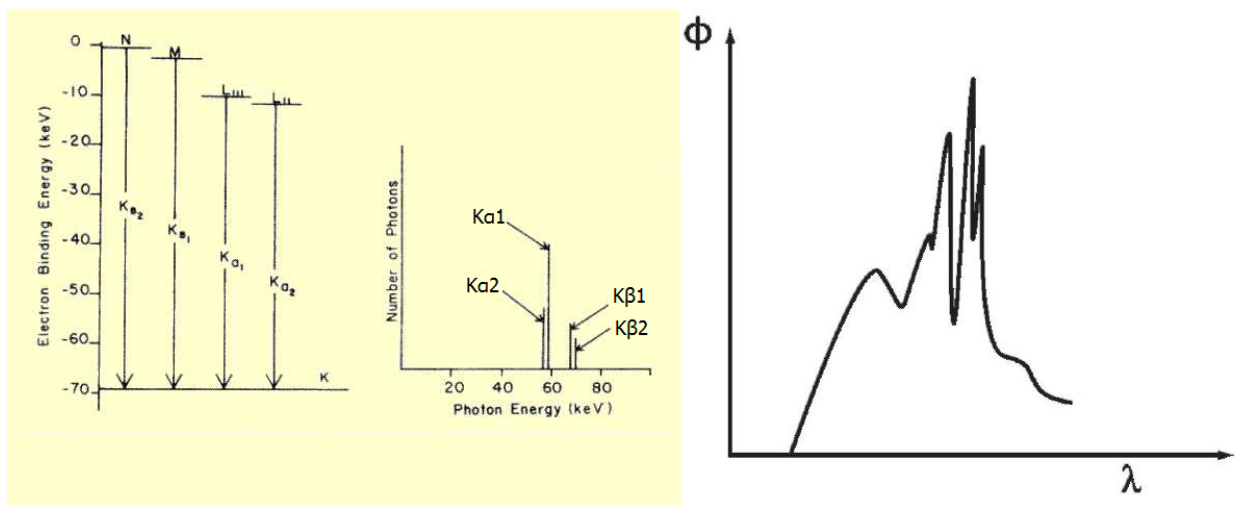 Electron Binding Energy (keV)
0
-10
-20
-30
-40
-50
-60
-70
N
M
LIII
LII
Kβ2
Kβ1
Kα1
Kα2
K
Number of Photons
Kα1
Kα2
Kβ1
Kβ2
20 40 60 80
Photon Energy (keV)
Φ
λ